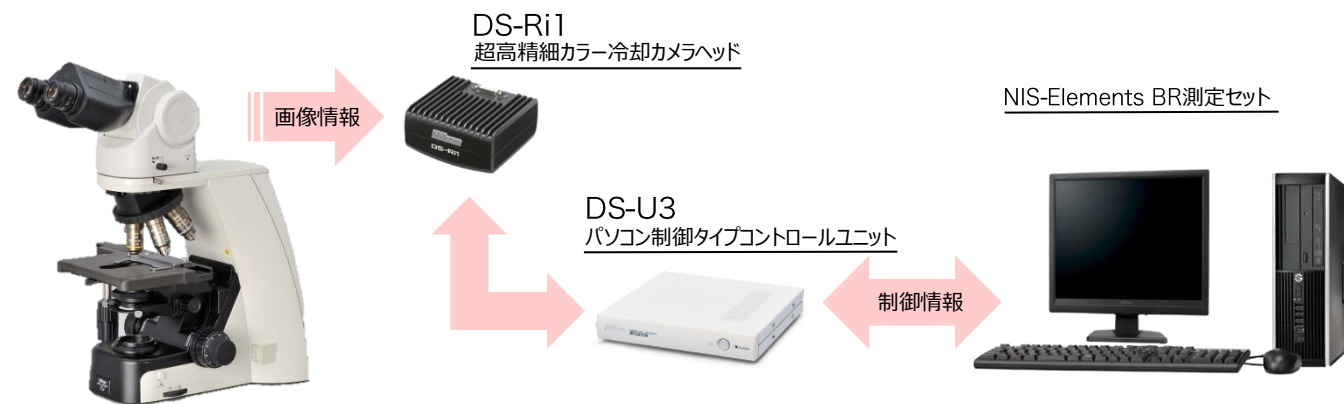 DS-Ri1
超高精細カラー冷却カメラヘッド
画像情報
DS-Ri1
NIS-Elements BR測定セット
DS-U3
パソコン制御タイプコントロールユニット
制御情報